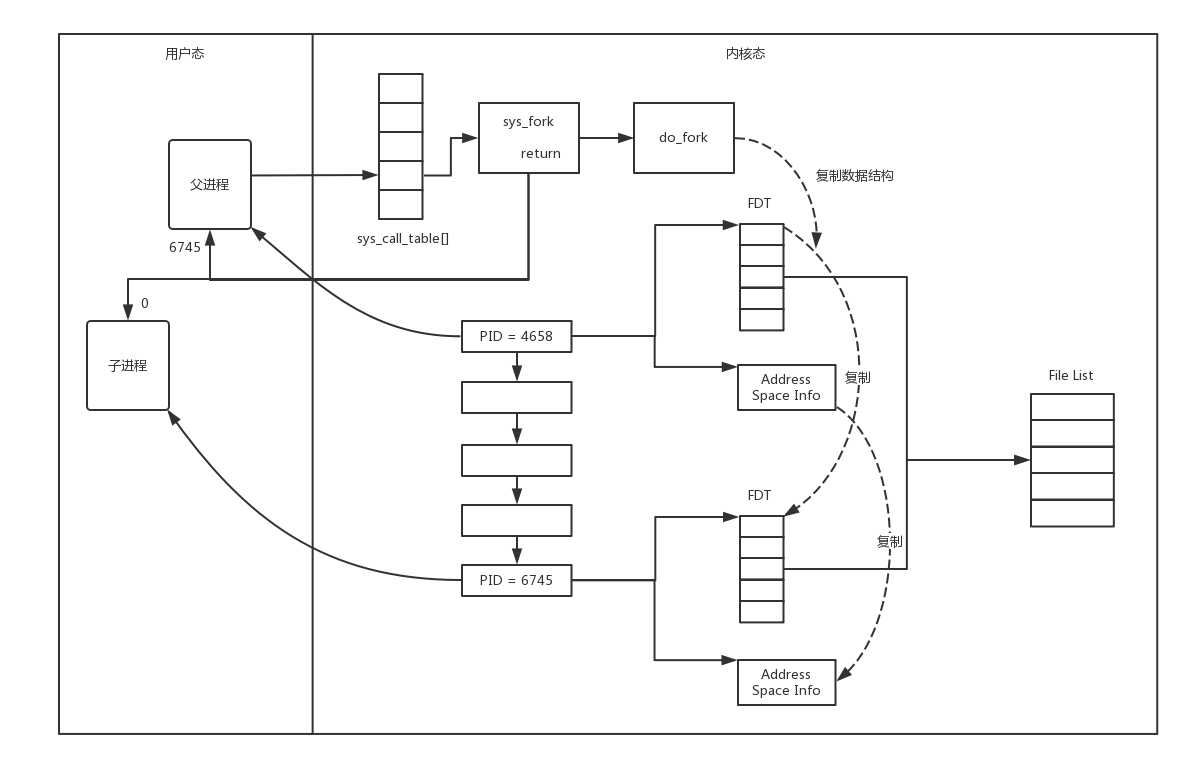 用户态
内核态
sys_fork
return
do_fork
父进程
复制数据结构
FDT
sys_call_table[]
6745
0
PID = 4658
子进程
Address
Space Info
复制
File List
FDT
复制
PID = 6745
Address
Space Info